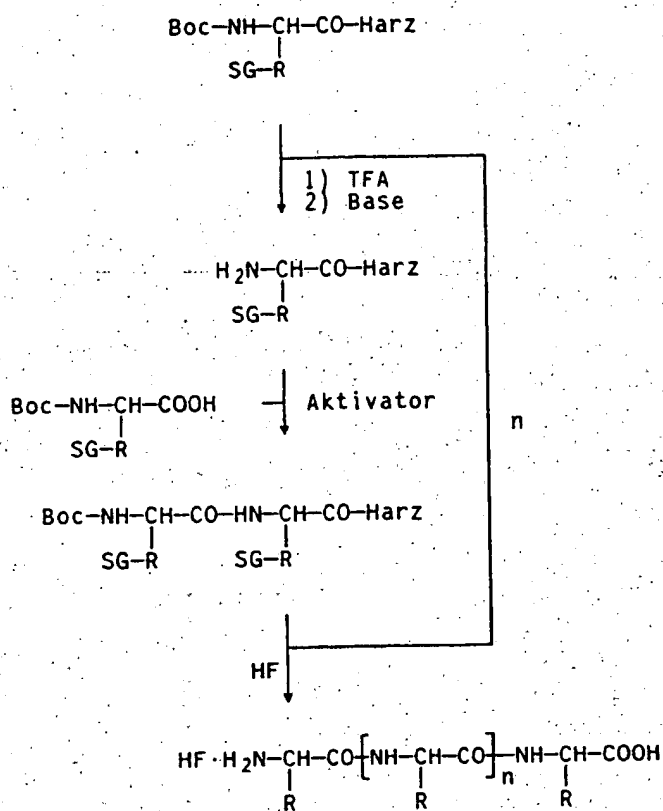 Boc-NH-CH-CO-Harz
SG-R
1) TFA
2) Base
H₂N-CH-CO-Harz
SG-R
Boc-NH-CH-COOH
Aktivator
SG-R
n
Boc-NH-CH-CO-HN-CH-CO-Harz
SG-R SG-R
HF
HF·H₂N-CH-CO[NH-CH-CO]n-NH-CH-COOH
R R R